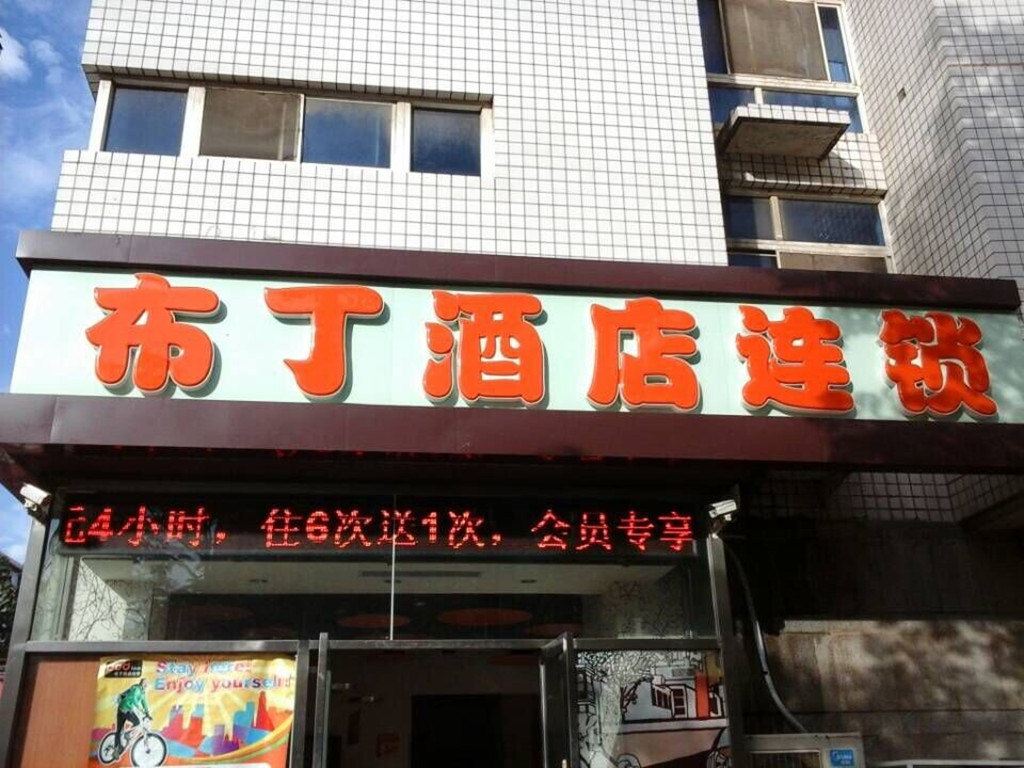 布丁酒店连锁
元4小时，住6次送1次，会员专享
Stay here!
Enjoy yourself!